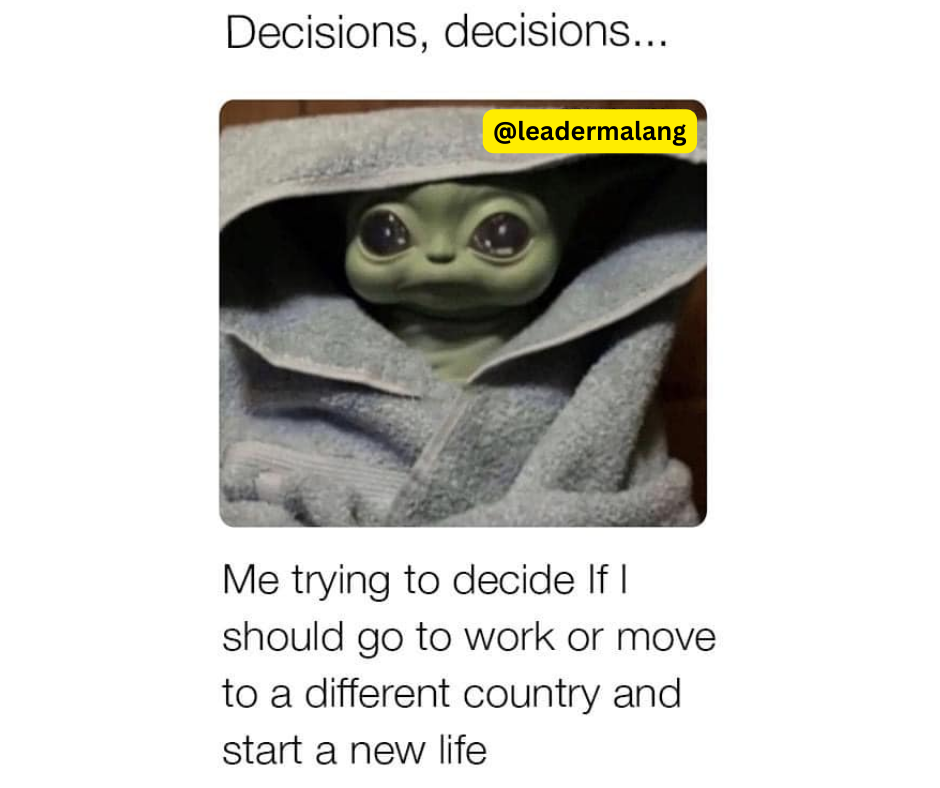 Decisions, decisions...
@leadermalang
Me trying to decide If I
should go to work or move
to a different country and
start a new life